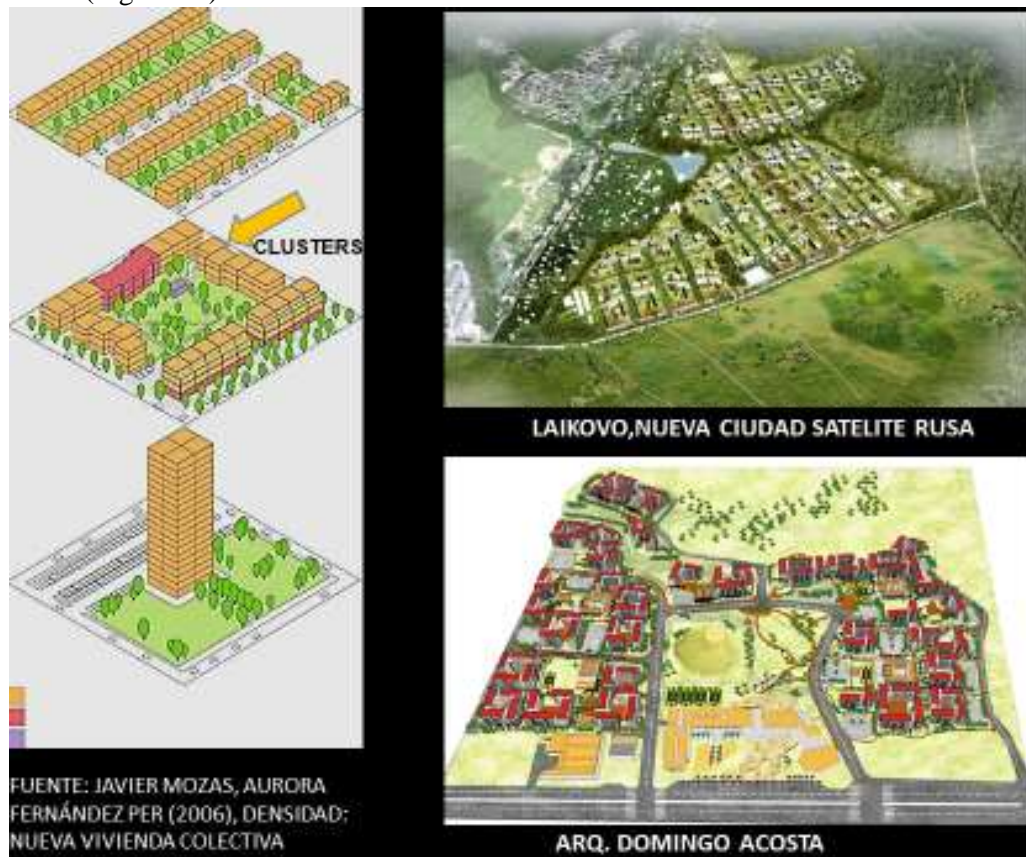 CLUSTERS
LAIKOVO,NUEVA CIUDAD SATELITE RUSA
FUENTE: JAVIER MOZAS, AURORA
FERNÁNDEZ PER (2006), DENSIDAD:
NUEVA VIVIENDA COLECTIVA
ARQ. DOMINGO ACOSTA